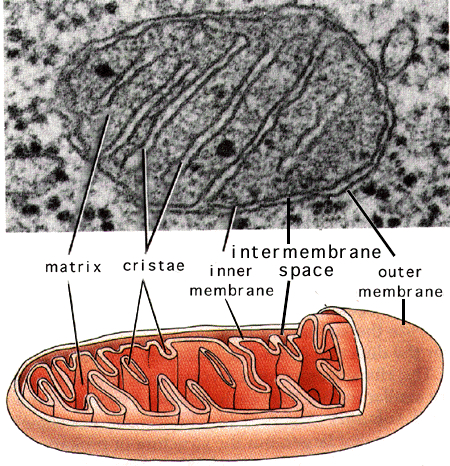 matrix
cristae
inner
membrane
intermembrane
space
outer
membrane